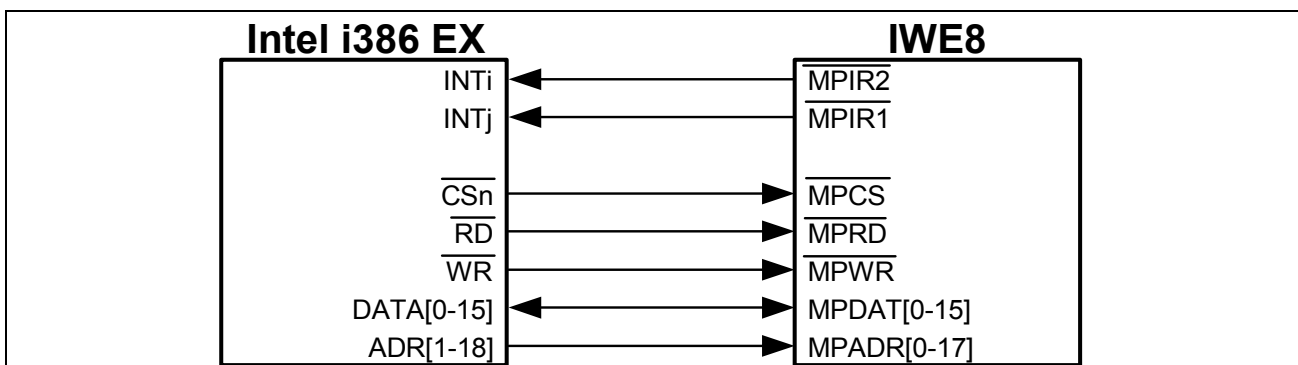 Intel i386 EX IWE8
INTi MPIR2
INTj MPIR1
CSn MPCS
RD MPRD
WR MPWR
DATA[0-15] MPDAT[0-15]
ADR[1-18] MPADR[0-17]